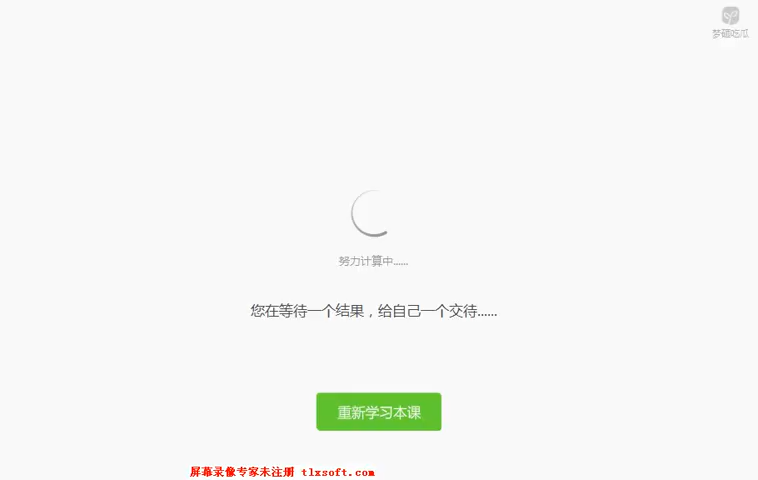 梦砸吃瓜
努力计算中......
您在等待一个结果，给自己一个交待......
重新学习本课
屏幕录像专家未注册 tlxsoft.com